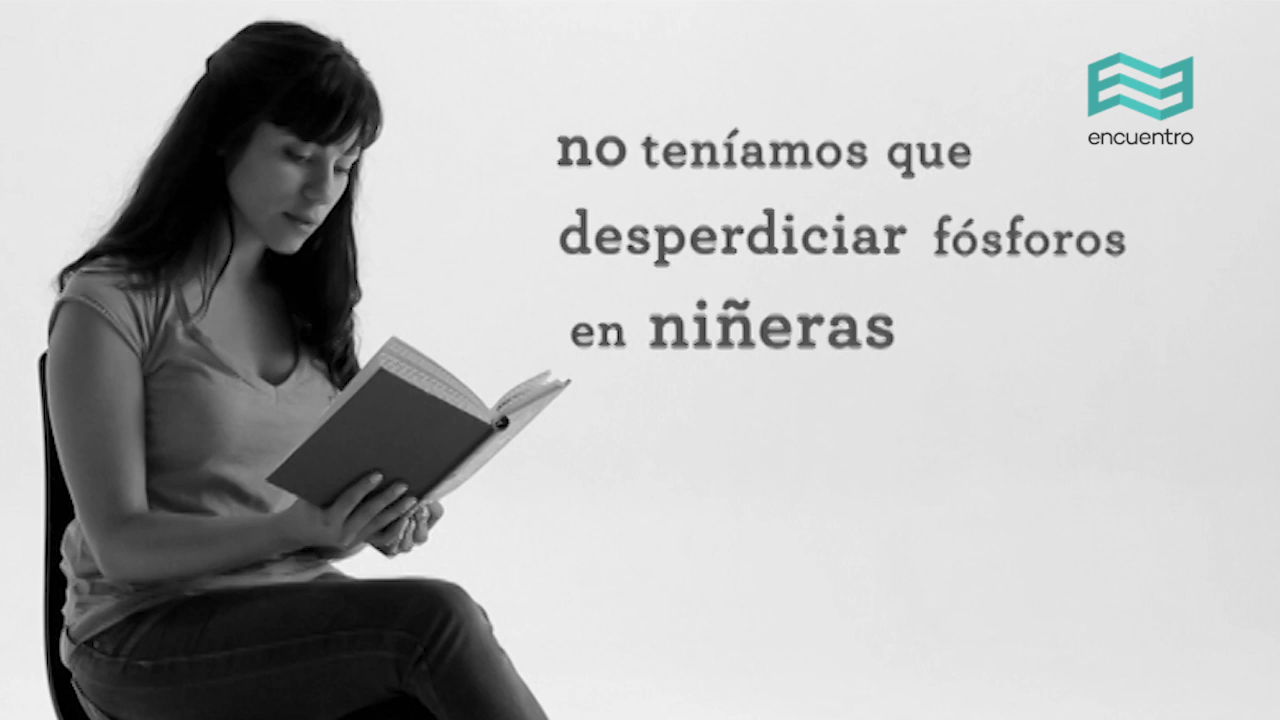 encuentro
no teníamos que
desperdiciar fósforos
en niñeras